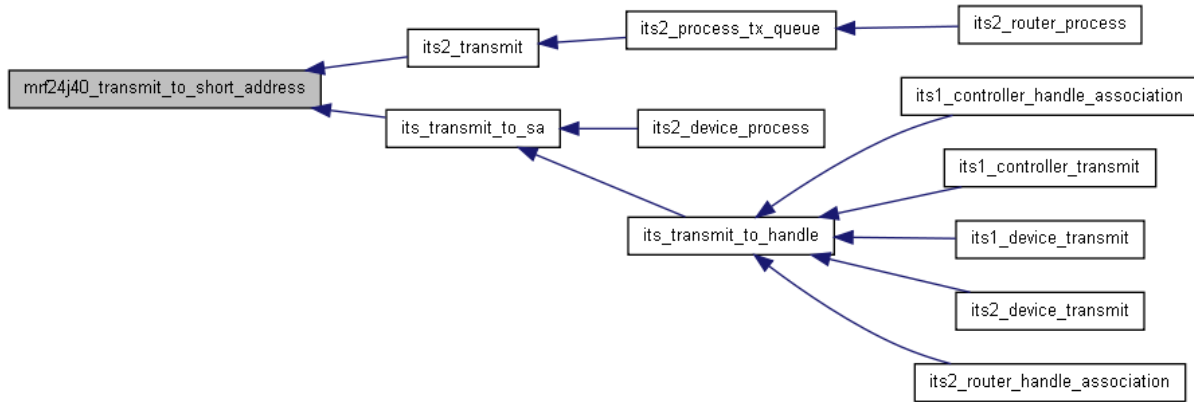 its2_router_process
its2_process_tx_queue
its2_transmit
mrf24j40_transmit_to_short_address
its1_controller_handle_association
its_transmit_to_sa
its2_device_process
its1_controller_transmit
its_transmit_to_handle
its1_device_transmit
its2_device_transmit
its2_router_handle_association